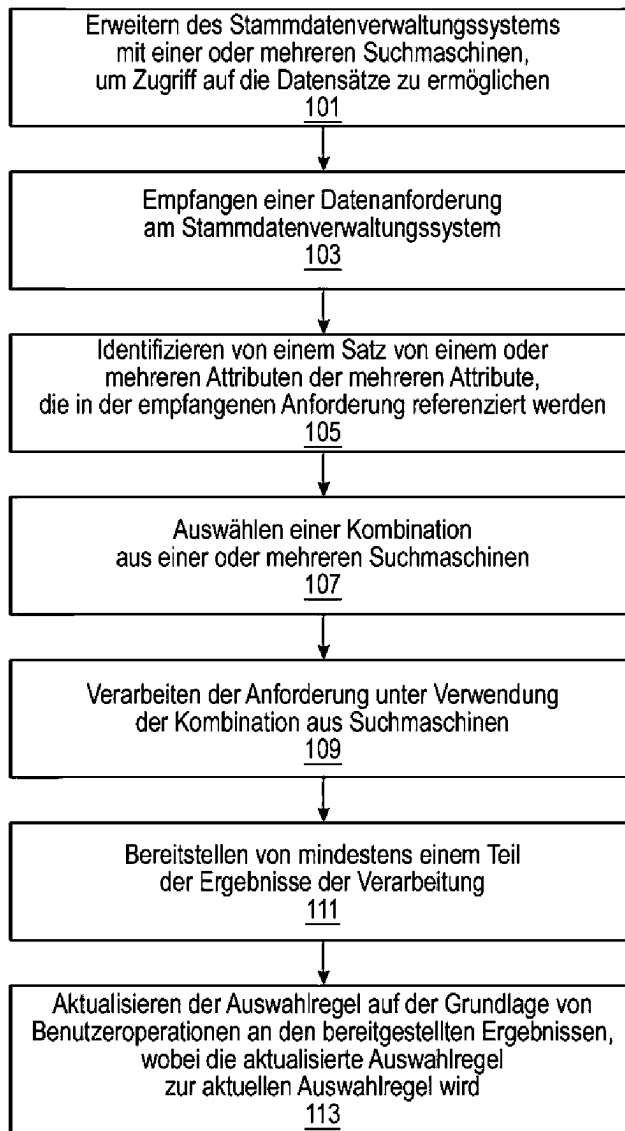 Erweitern des Stammdatenverwaltungssystems
mit einer oder mehreren Suchmaschinen,
um Zugriff auf die Datensätze zu ermöglichen
101
Empfangen einer Datenanforderung
am Stammdatenverwaltungssystem
103
Identifizieren von einem Satz von einem oder
mehreren Attributen der mehreren Attribute,
die in der empfangenen Anforderung referenziert werden
105
Auswählen einer Kombination
aus einer oder mehreren Suchmaschinen
107
Verarbeiten der Anforderung unter Verwendung
der Kombination aus Suchmaschinen
109
Bereitstellen von mindestens einem Teil
der Ergebnisse der Verarbeitung
111
Aktualisieren der Auswahlregel auf der Grundlage von
Benutzeroperationen an den bereitgestellten Ergebnissen,
wobei die aktualisierte Auswahlregel
zur aktuellen Auswahlregel wird
113